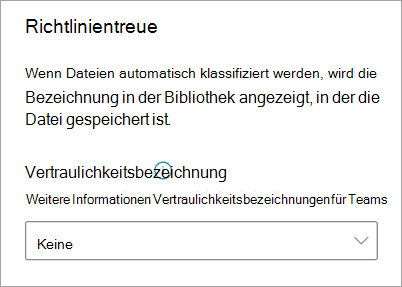 Richtlinientreue
Wenn Dateien automatisch klassifiziert werden, wird die
Bezeichnung in der Bibliothek angezeigt, in der die
Datei gespeichert ist.
Vertraulichkeitsbezeichnung
Weitere Informationen Vertraulichkeitsbezeichnungen für Teams
Keine